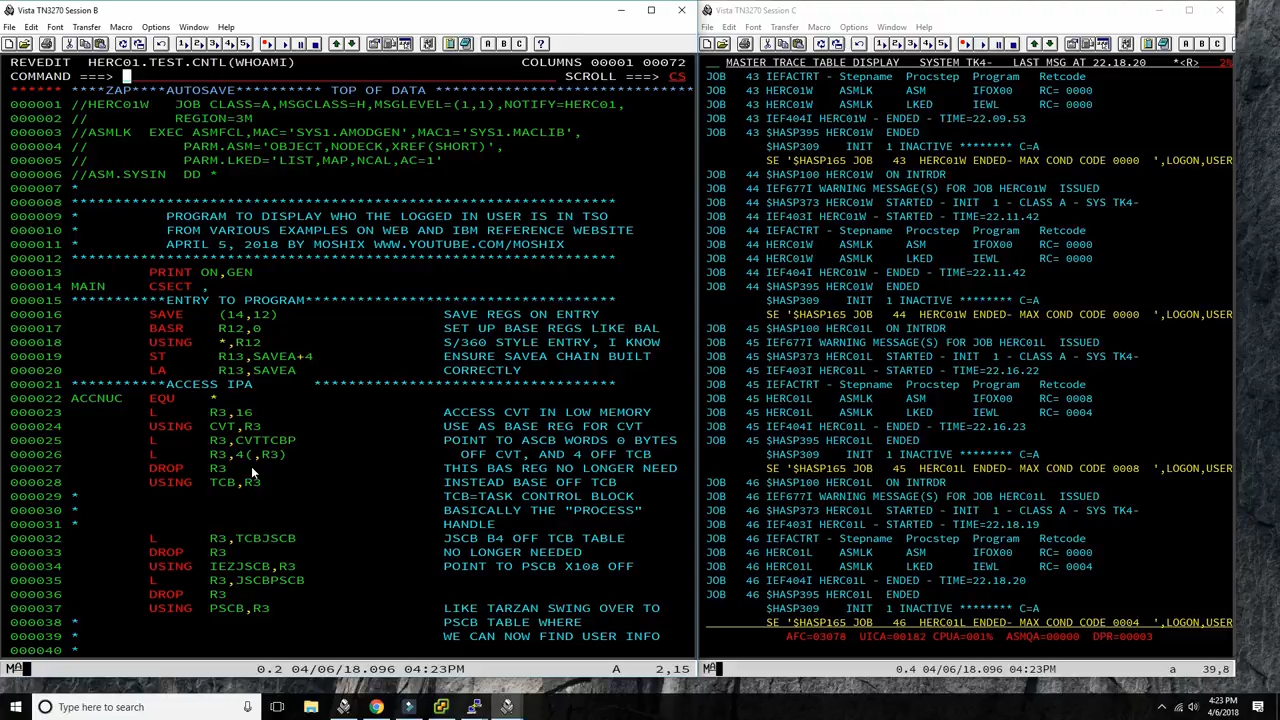 Vista TN3270 Session B
File Edit Font Transfer Macro Options Window Help
A B C ?
REVEDIT HERC01.TEST.CNTL(WHOAMI) COLUMNS 00001 00072
COMMAND ===> SCROLL ===> CS
****** ****ZAP****AUTOSAVE********** TOP OF DATA *******************************
000001 //HERC01W JOB CLASS=A,MSGCLASS=H,MSGLEVEL=(1,1),NOTIFY=HERC01,
000002 // REGION=3M
000003 //ASMLK EXEC ASMFCL,MAC='SYS1.AMODGEN',MAC1='SYS1.MACLIB',
000004 // PARM.ASM='OBJECT,NODECK,XREF(SHORT)',
000005 // PARM.LKED='LIST,MAP,NCAL,AC=1'
000006 //ASM.SYSIN DD *
000007 *
000008 ***************************************************************
000009 * PROGRAM TO DISPLAY WHO THE LOGGED IN USER IS IN TSO
000010 * FROM VARIOUS EXAMPLES ON WEB AND IBM REFERENCE WEBSITE
000011 * APRIL 5, 2018 BY MOSHIX WWW.YOUTUBE.COM/MOSHIX
000012 ***************************************************************
000013 PRINT ON,GEN
000014 MAIN CSECT ,
000015 ***********ENTRY TO PROGRAM************************************
000016 SAVE (14,12) SAVE REGS ON ENTRY
000017 BASR R12,0 SET UP BASE REGS LIKE BAL
000018 USING *,R12 S/360 STYLE ENTRY, I KNOW
000019 ST R13,SAVEA+4 ENSURE SAVEA CHAIN BUILT
000020 LA R13,SAVEA CORRECTLY
000021 ***********ACCESS IPA ***********************************
000022 ACCNUC EQU *
000023 L R3,16 ACCESS CVT IN LOW MEMORY
000024 USING CVT,R3 USE AS BASE REG FOR CVT
000025 L R3,CVTTCBP POINT TO ASCB WORDS 0 BYTES
000026 L R3,4(,R3) OFF CVT, AND 4 OFF TCB
000027 DROP R3 THIS BAS REG NO LONGER NEED
000028 USING TCB,R3 INSTEAD BASE OFF TCB
000029 * TCB=TASK CONTROL BLOCK
000030 * BASICALLY THE "PROCESS"
000031 * HANDLE
000032 L R3,TCBJSCB JSCB B4 OFF TCB TABLE
000033 DROP R3 NO LONGER NEEDED
000034 USING IEZJSCB,R3 POINT TO PSCB X108 OFF
000035 L R3,JSCBPSCB
000036 DROP R3
000037 USING PSCB,R3 LIKE TARZAN SWING OVER TO
000038 * PSCB TABLE WHERE
000039 * WE CAN NOW FIND USER INFO
000040 *
MA 0.2 04/06/18.096 04:23PM A 2,15
Vista TN3270 Session C
File Edit Font Transfer Macro Options Window Help
A B C ?
MASTER TRACE TABLE DISPLAY SYSTEM TK4- LAST MSG AT 22.18.20 *<R> 2%
JOB 43 IEFACTRT - Stepname Procstep Program Retcode
JOB 43 HERC01W ASMLK ASM IFOX00 RC= 0000
JOB 43 HERC01W ASMLK LKED IEWL RC= 0000
JOB 43 IEF404I HERC01W - ENDED - TIME=22.09.53
JOB 43 $HASP395 HERC01W ENDED
$HASP309 INIT 1 INACTIVE ******** C=A
SE '$HASP165 JOB 43 HERC01W ENDED- MAX COND CODE 0000 ',LOGON,USER
JOB 44 $HASP100 HERC01W ON INTRDR
JOB 44 IEF677I WARNING MESSAGE(S) FOR JOB HERC01W ISSUED
JOB 44 $HASP373 HERC01W STARTED - INIT 1 - CLASS A - SYS TK4-
JOB 44 IEF403I HERC01W - STARTED - TIME=22.11.42
JOB 44 IEFACTRT - Stepname Procstep Program Retcode
JOB 44 HERC01W ASMLK ASM IFOX00 RC= 0000
JOB 44 HERC01W ASMLK LKED IEWL RC= 0000
JOB 44 IEF404I HERC01W - ENDED - TIME=22.11.42
JOB 44 $HASP395 HERC01W ENDED
$HASP309 INIT 1 INACTIVE ******** C=A
SE '$HASP165 JOB 44 HERC01W ENDED- MAX COND CODE 0000 ',LOGON,USER
JOB 45 $HASP100 HERC01L ON INTRDR
JOB 45 IEF677I WARNING MESSAGE(S) FOR JOB HERC01L ISSUED
JOB 45 $HASP373 HERC01L STARTED - INIT 1 - CLASS A - SYS TK4-
JOB 45 IEF403I HERC01L - STARTED - TIME=22.16.22
JOB 45 IEFACTRT - Stepname Procstep Program Retcode
JOB 45 HERC01L ASMLK ASM IFOX00 RC= 0008
JOB 45 HERC01L ASMLK LKED IEWL RC= 0004
JOB 45 IEF404I HERC01L - ENDED - TIME=22.16.23
JOB 45 $HASP395 HERC01L ENDED
$HASP309 INIT 1 INACTIVE ******** C=A
SE '$HASP165 JOB 45 HERC01L ENDED- MAX COND CODE 0008 ',LOGON,USER
JOB 46 $HASP100 HERC01L ON INTRDR
JOB 46 IEF677I WARNING MESSAGE(S) FOR JOB HERC01L ISSUED
JOB 46 $HASP373 HERC01L STARTED - INIT 1 - CLASS A - SYS TK4-
JOB 46 IEF403I HERC01L - STARTED - TIME=22.18.19
JOB 46 IEFACTRT - Stepname Procstep Program Retcode
JOB 46 HERC01L ASMLK ASM IFOX00 RC= 0000
JOB 46 HERC01L ASMLK LKED IEWL RC= 0004
JOB 46 IEF404I HERC01L - ENDED - TIME=22.18.20
JOB 46 $HASP395 HERC01L ENDED
$HASP309 INIT 1 INACTIVE ******** C=A
SE '$HASP165 JOB 46 HERC01L ENDED- MAX COND CODE 0004 ',LOGON,USER
AFC=03078 UICA=00182 CPUA=001% ASMQA=00000 DPR=00003
MA 0.4 04/06/18.096 04:23PM a 39,8
Type here to search
4:23 PM
4/6/2018